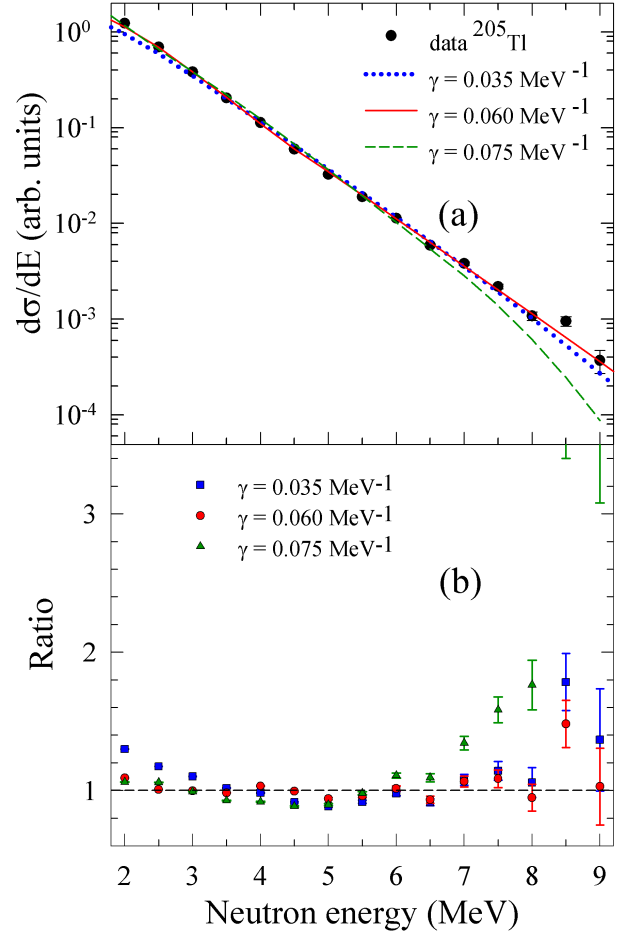 10⁰
10⁻¹
10⁻²
10⁻³
10⁻⁴
dσ/dE (arb. units)
data ²⁰⁵Tl
γ = 0.035 MeV⁻¹
γ = 0.060 MeV⁻¹
γ = 0.075 MeV⁻¹
(a)
γ = 0.035 MeV⁻¹
γ = 0.060 MeV⁻¹
γ = 0.075 MeV⁻¹
(b)
3
2
1
Ratio
2 3 4 5 6 7 8 9
Neutron energy (MeV)